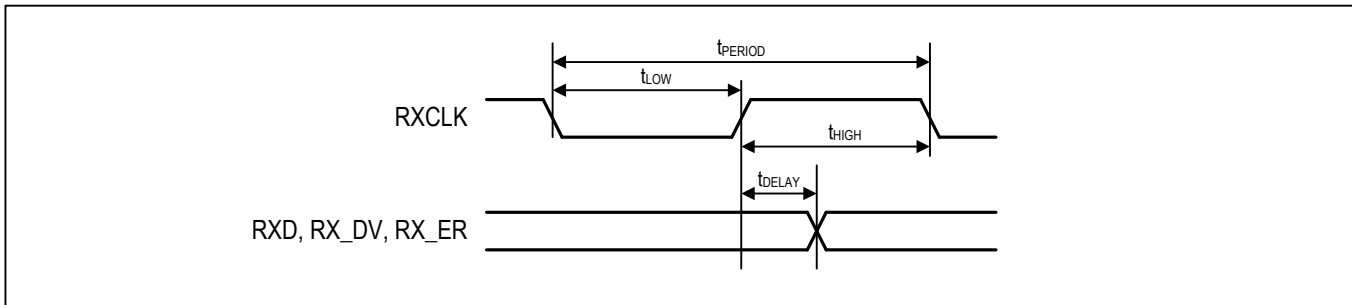 tPERIOD
tLOW
RXCLK
tHIGH
tDELAY
RXD, RX_DV, RX_ER